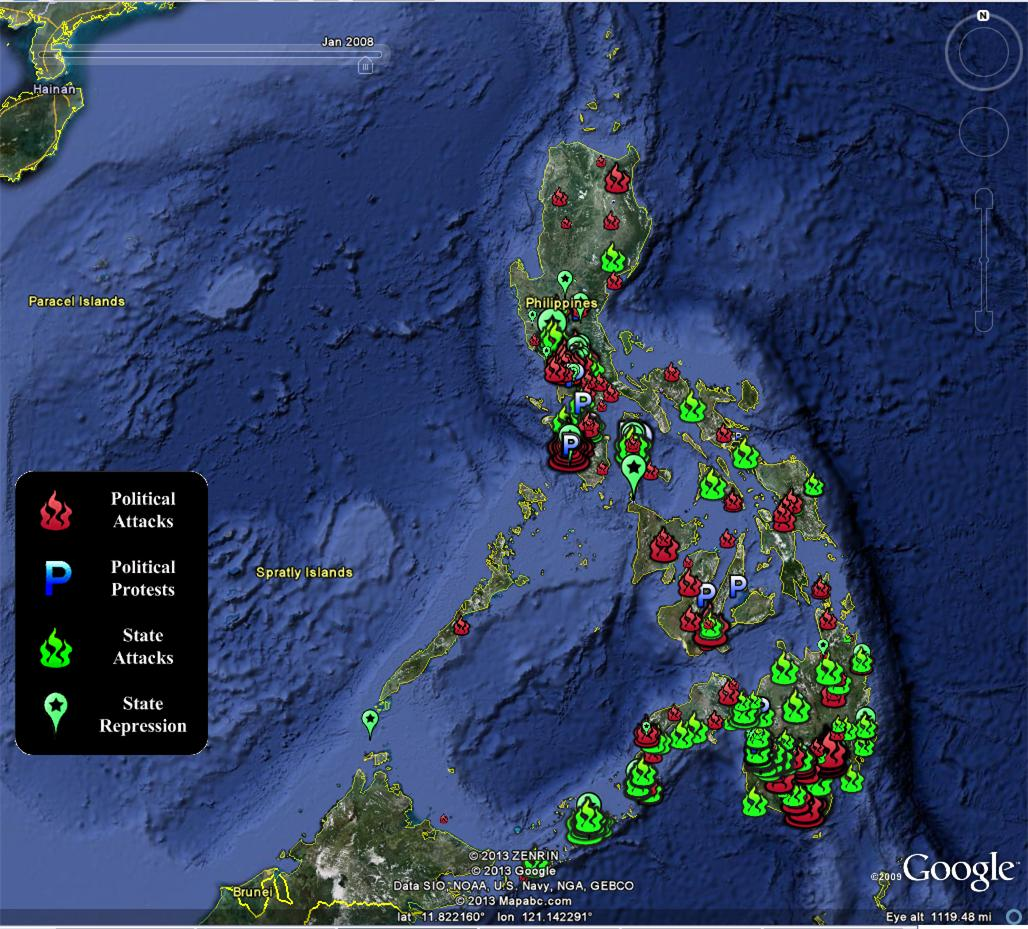 N
Jan 2008
Hainan
Paracel Islands
Philippines
Political
Attacks
P
Political
Protests
State
Attacks
State
Repression
Spratly Islands
P
P
P
P
Brunei
© 2013 ZENRIN
© 2013 Google
Data SIO, NOAA, U.S. Navy, NGA, GEBCO
© 2013 Mapabc.com
©2009 Google
lat 11.822160° lon 121.142291°
Eye alt 1119.48 mi